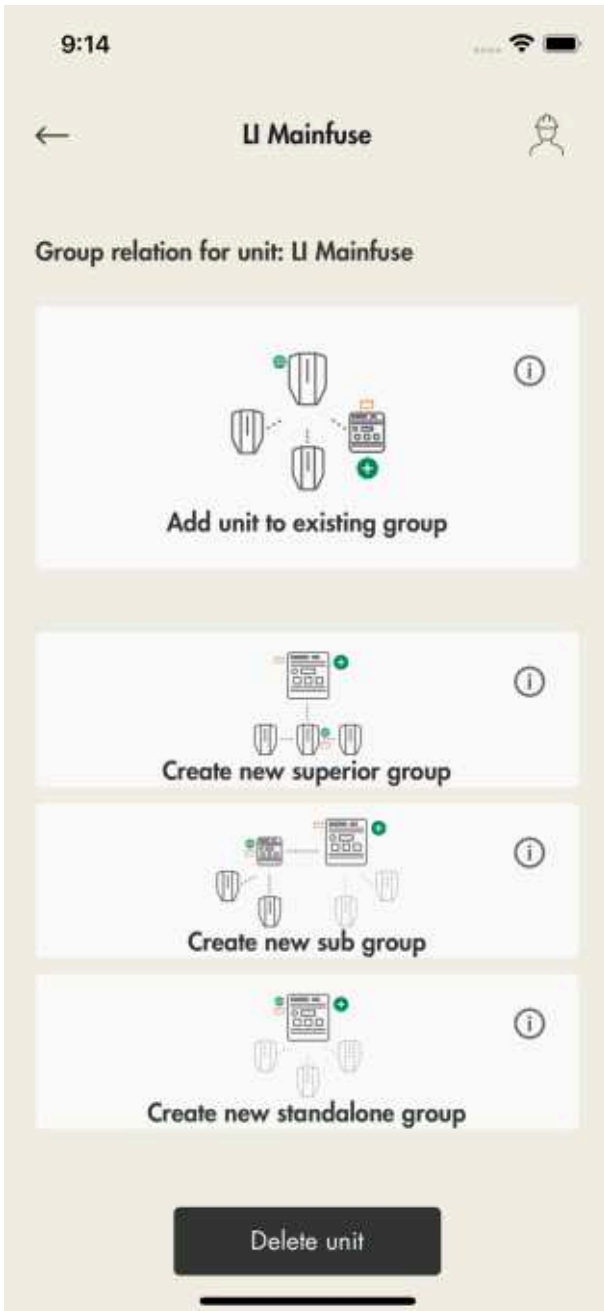 9:14
LI Mainfuse
Group relation for unit: LI Mainfuse
Add unit to existing group
Create new superior group
Create new sub group
Create new standalone group
Delete unit